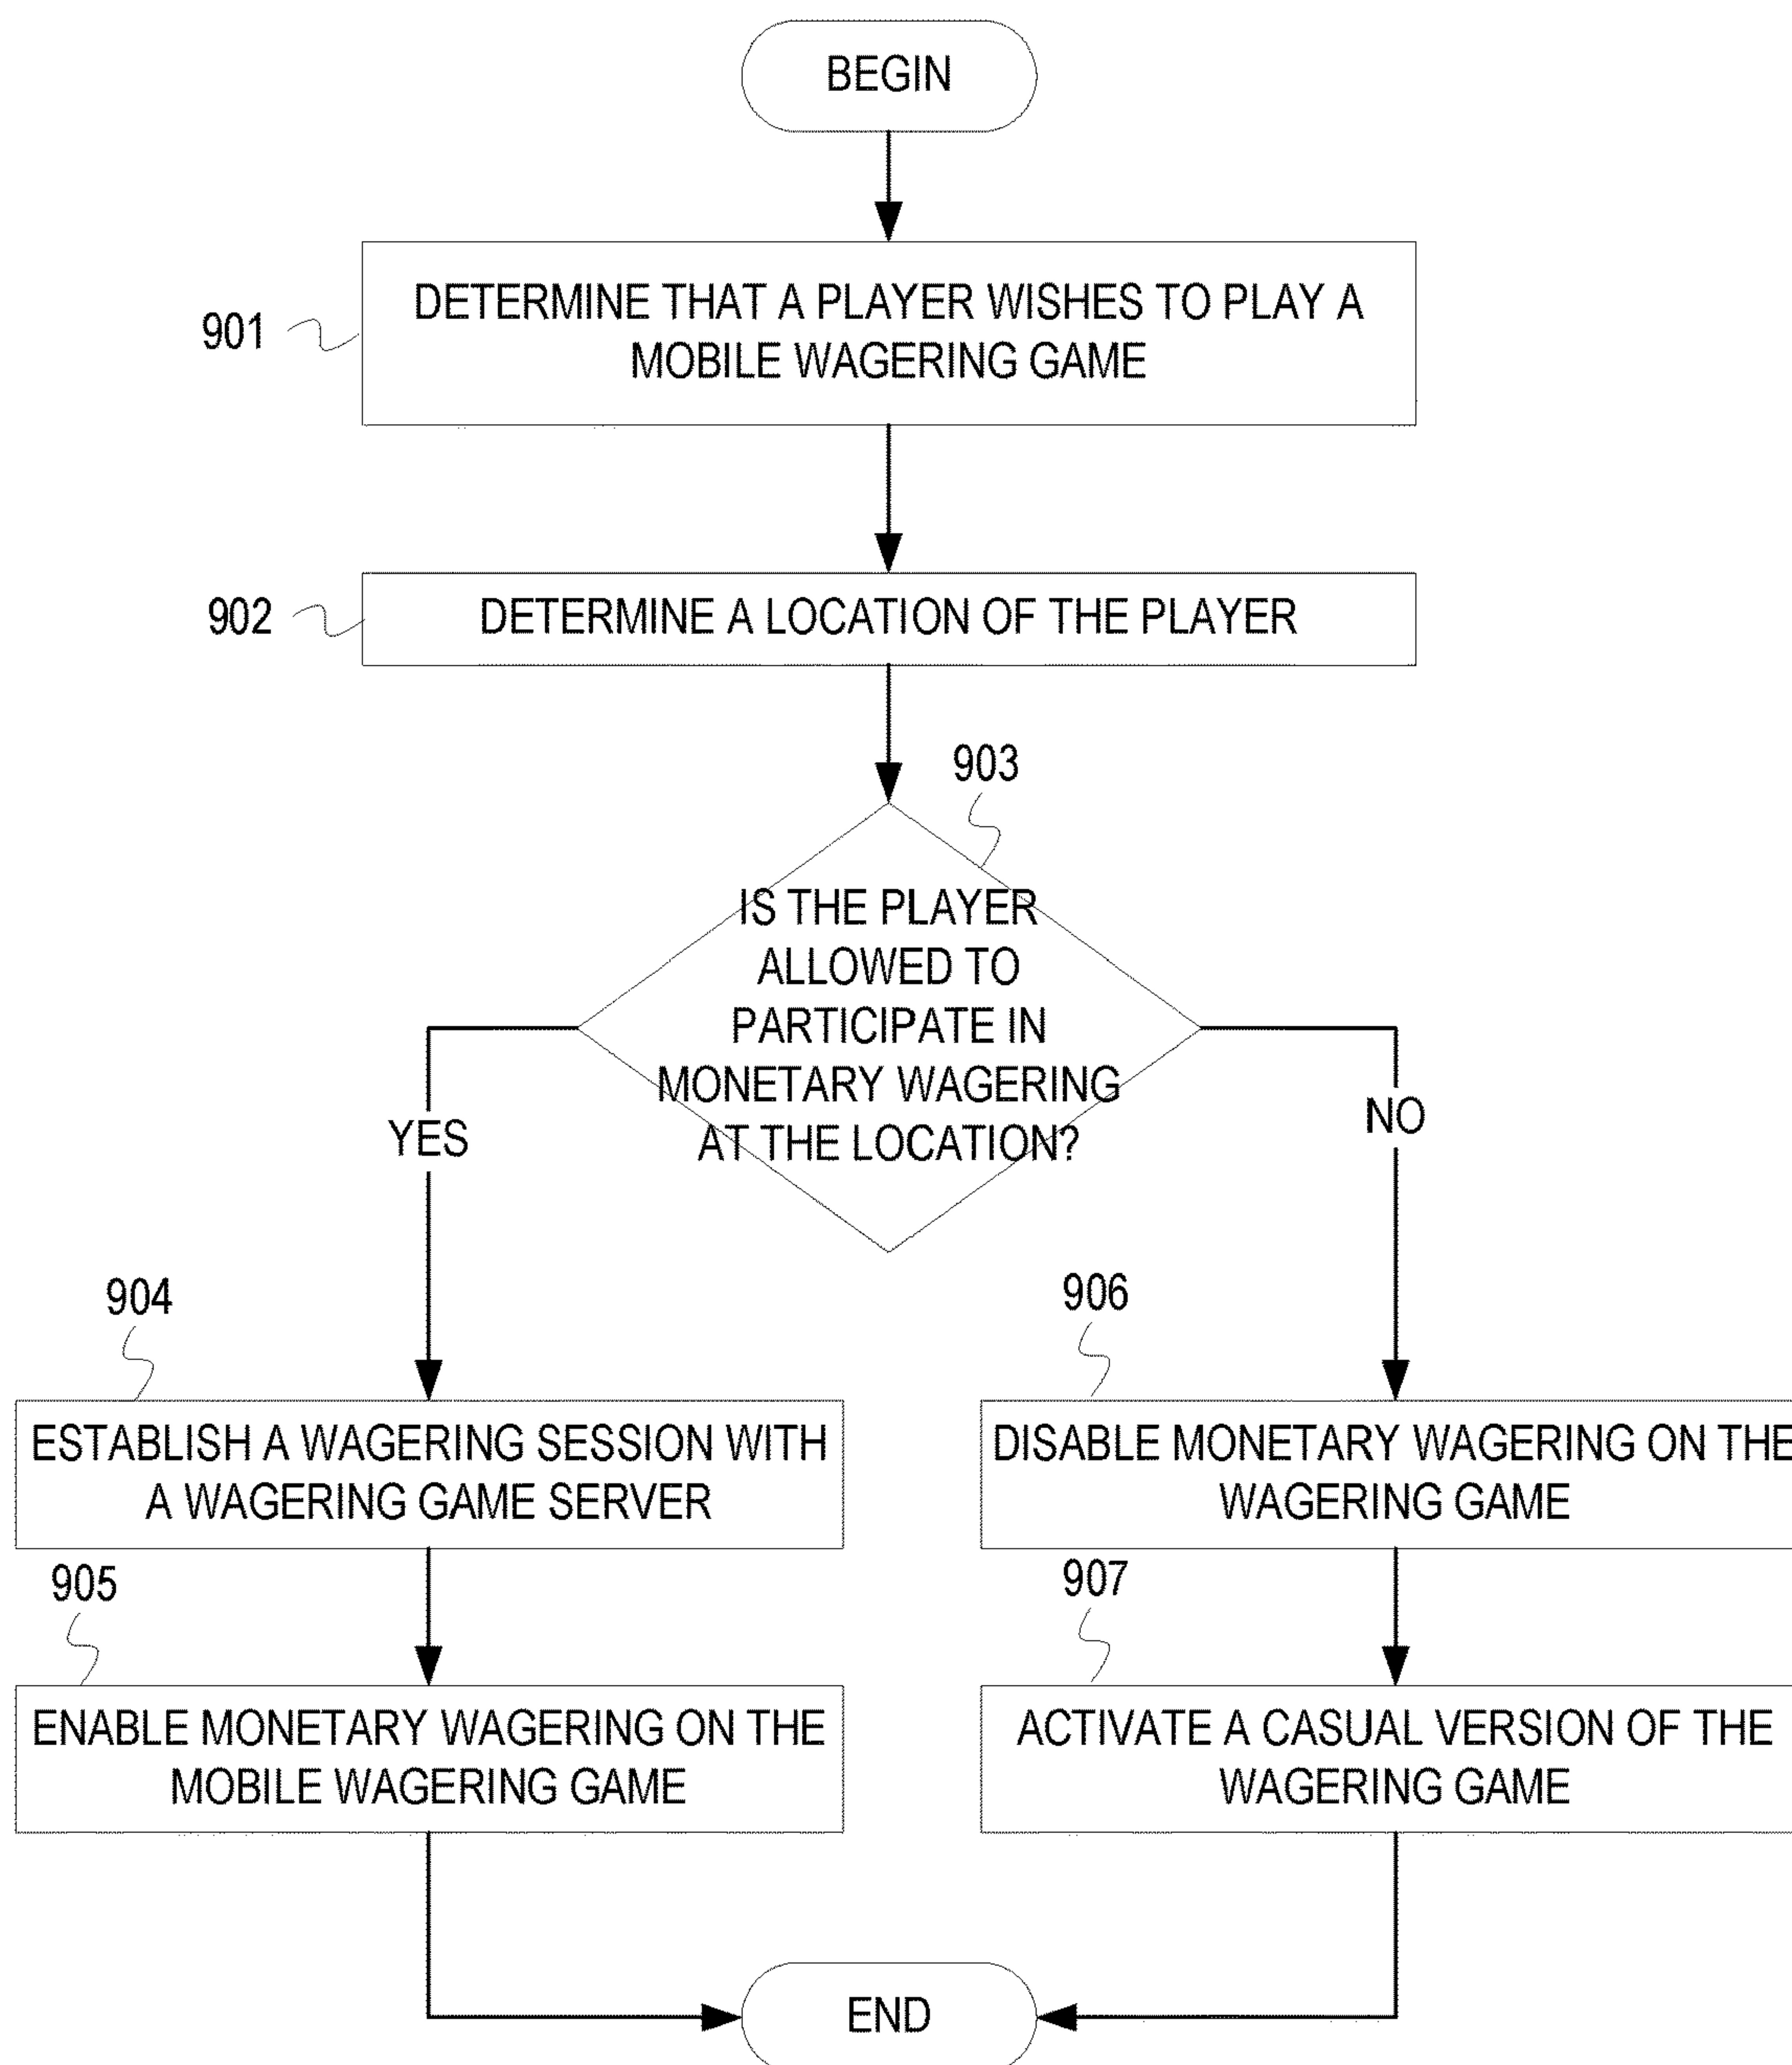 BEGIN
901
DETERMINE THAT A PLAYER WISHES TO PLAY A
MOBILE WAGERING GAME
902
DETERMINE A LOCATION OF THE PLAYER
903
IS THE PLAYER
ALLOWED TO
PARTICIPATE IN
MONETARY WAGERING
AT THE LOCATION?
YES
NO
904
ESTABLISH A WAGERING SESSION WITH
A WAGERING GAME SERVER
905
ENABLE MONETARY WAGERING ON THE
MOBILE WAGERING GAME
906
DISABLE MONETARY WAGERING ON THE
WAGERING GAME
907
ACTIVATE A CASUAL VERSION OF THE
WAGERING GAME
END